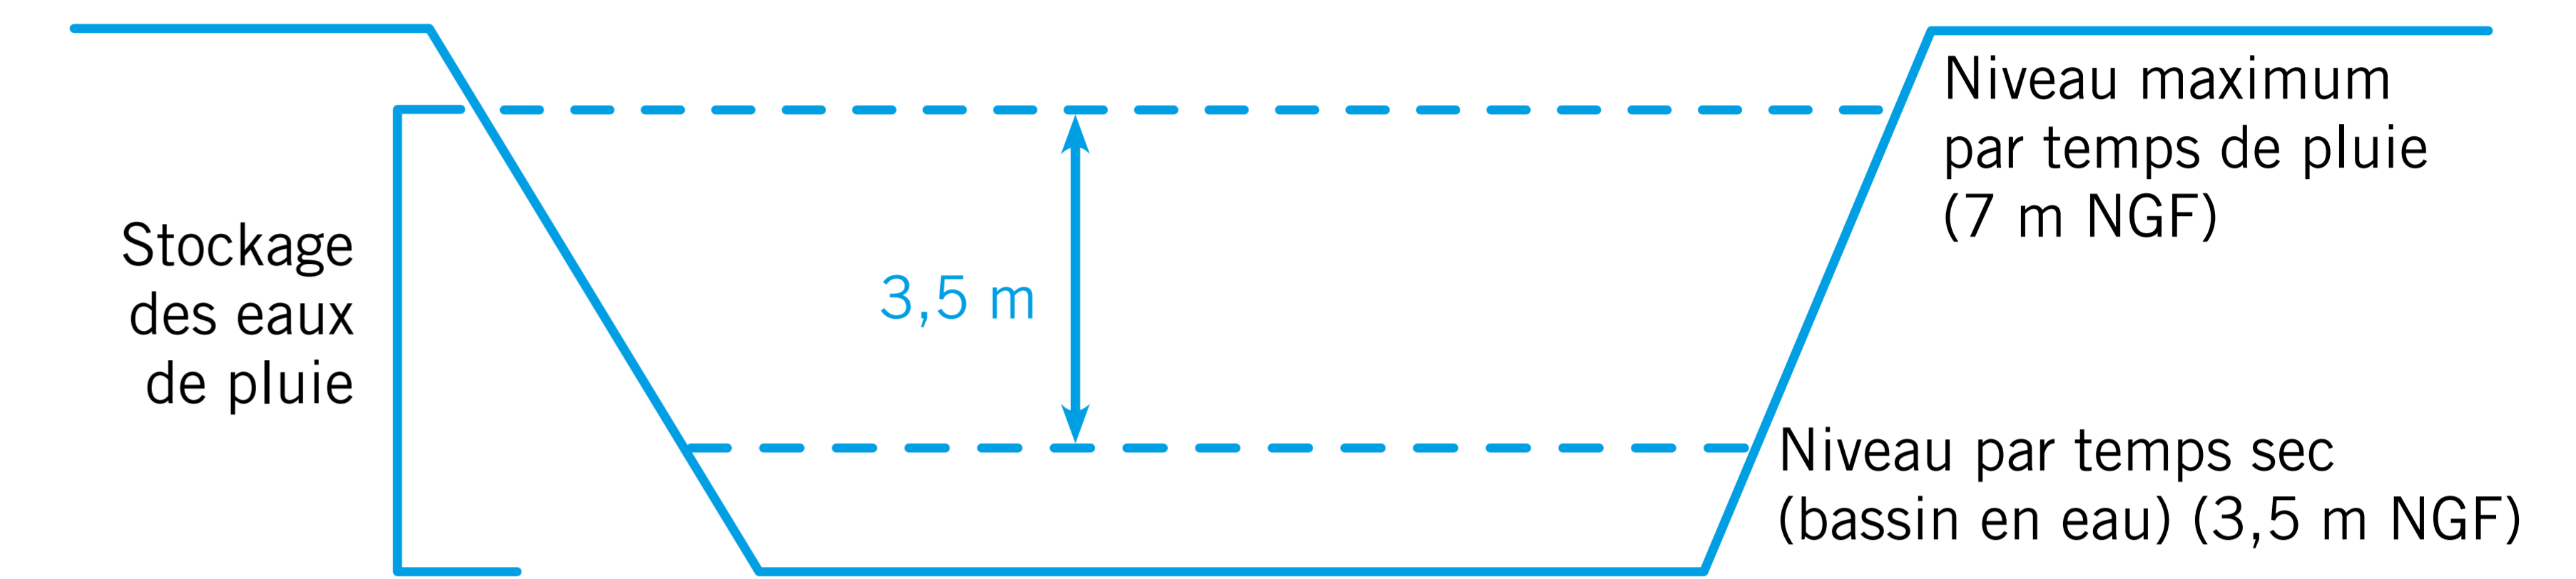 Niveau maximum
par temps de pluie
(7 m NGF)
Stockage
des eaux
de pluie
3,5 m
Niveau par temps sec
(bassin en eau) (3,5 m NGF)